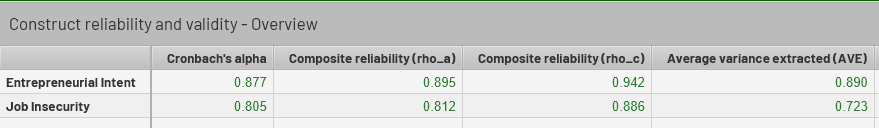 Construct reliability and validity - Overview
Cronbach's alpha Composite reliability (rho_a) Composite reliability (rho_c) Average variance extracted (AVE)
Entrepreneurial Intent 0.877 0.895 0.942 0.890
Job Insecurity 0.805 0.812 0.886 0.723